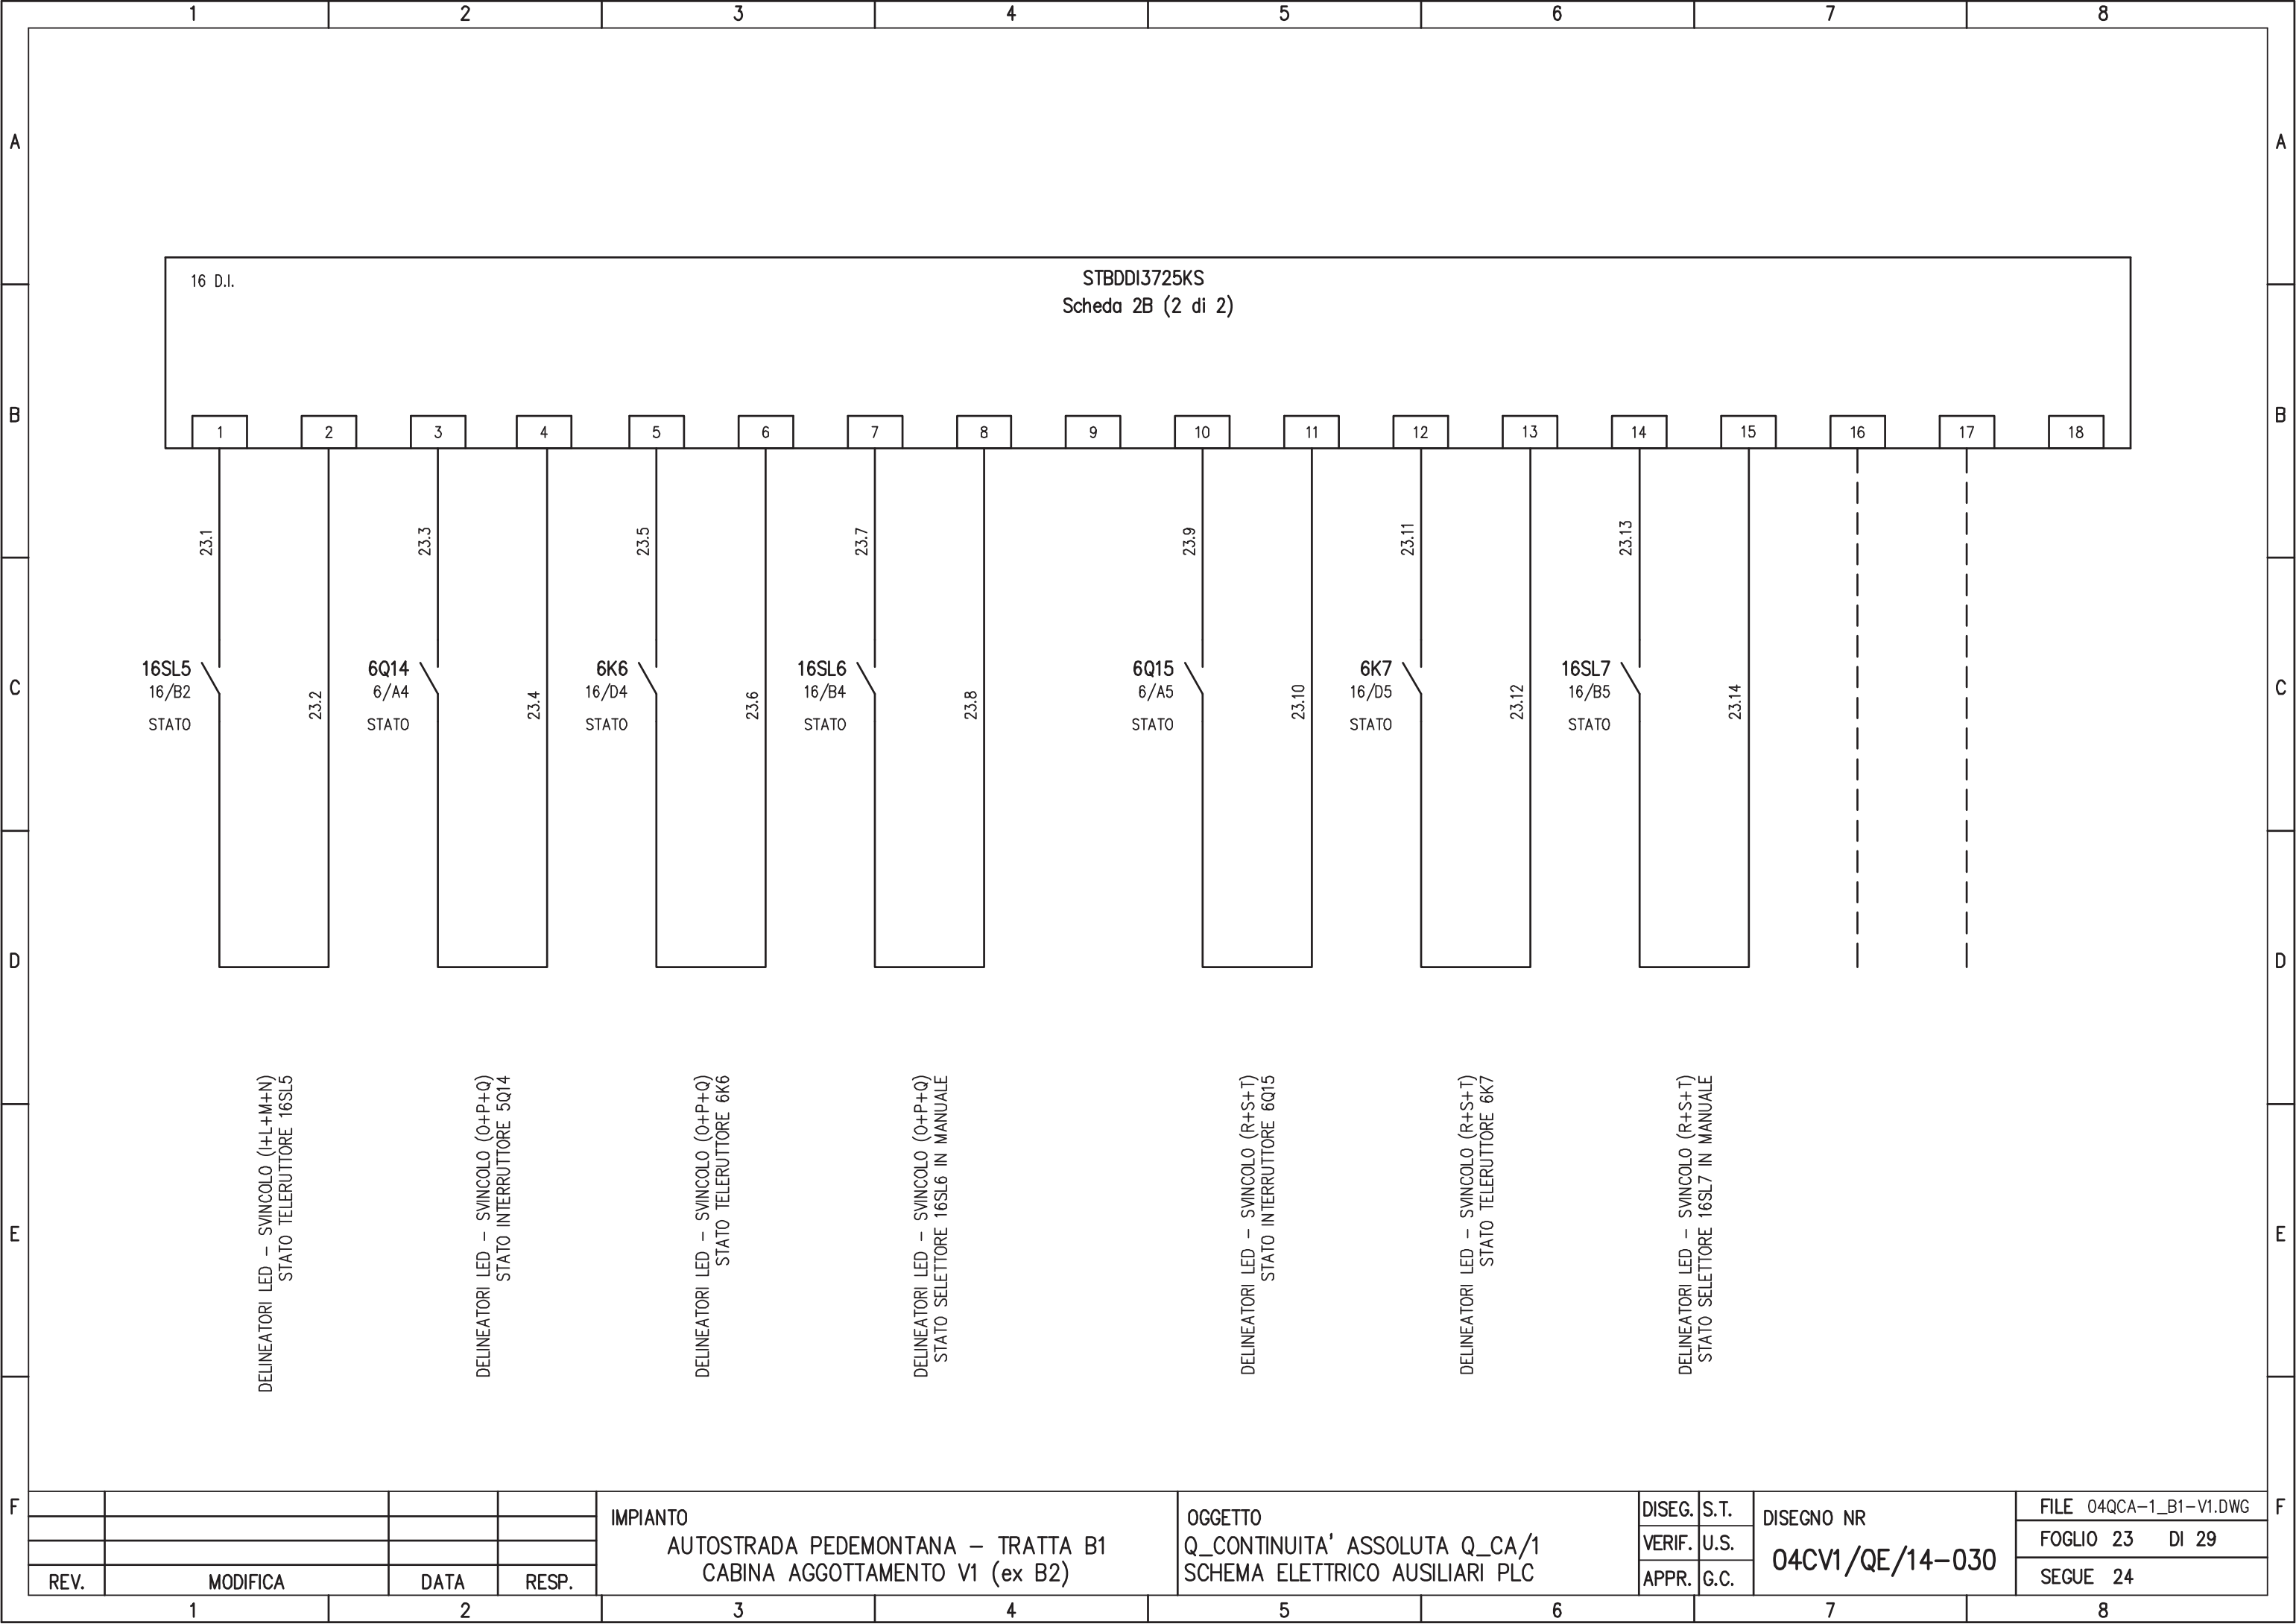 1 2 3 4 5 6 7 8
A A
16 D.I.
STBDDI3725KS
Scheda 2B (2 di 2)
B B
1 2 3 4 5 6 7 8 9 10 11 12 13 14 15 16 17 18
23.1 23.3 23.5 23.7 23.9 23.11 23.13
16SL5 6Q14 6K6 16SL6 6Q15 6K7 16SL7
C C
16/B2 6/A4 16/D4 16/B4 6/A5 16/D5 16/B5
23.2 23.4 23.6 23.8 23.10 23.12 23.14
STATO STATO STATO STATO STATO STATO STATO
D D
DELINEATORI LED - SVINCOLO (I+L+M+N)
STATO TELERUTTORE 16SL5
DELINEATORI LED - SVINCOLO (O+P+Q)
STATO INTERRUTTORE 5Q14
DELINEATORI LED - SVINCOLO (O+P+Q)
STATO TELERUTTORE 6K6
DELINEATORI LED - SVINCOLO (O+P+Q)
STATO SELETTORE 16SL6 IN MANUALE
DELINEATORI LED - SVINCOLO (R+S+T)
STATO INTERRUTTORE 6Q15
DELINEATORI LED - SVINCOLO (R+S+T)
STATO TELERUTTORE 6K7
DELINEATORI LED - SVINCOLO (R+S+T)
STATO SELETTORE 16SL7 IN MANUALE
E E
F F
REV. MODIFICA DATA RESP.
IMPIANTO
AUTOSTRADA PEDEMONTANA - TRATTA B1
CABINA AGGOTTAMENTO V1 (ex B2)
OGGETTO
Q_CONTINUITA' ASSOLUTA Q_CA/1
SCHEMA ELETTRICO AUSILIARI PLC
DISEG. S.T.
VERIF. U.S.
APPR. G.C.
DISEGNO NR
04CV1/QE/14-030
FILE 04QCA-1_B1-V1.DWG
FOGLIO 23 DI 29
SEGUE 24
1 2 3 4 5 6 7 8